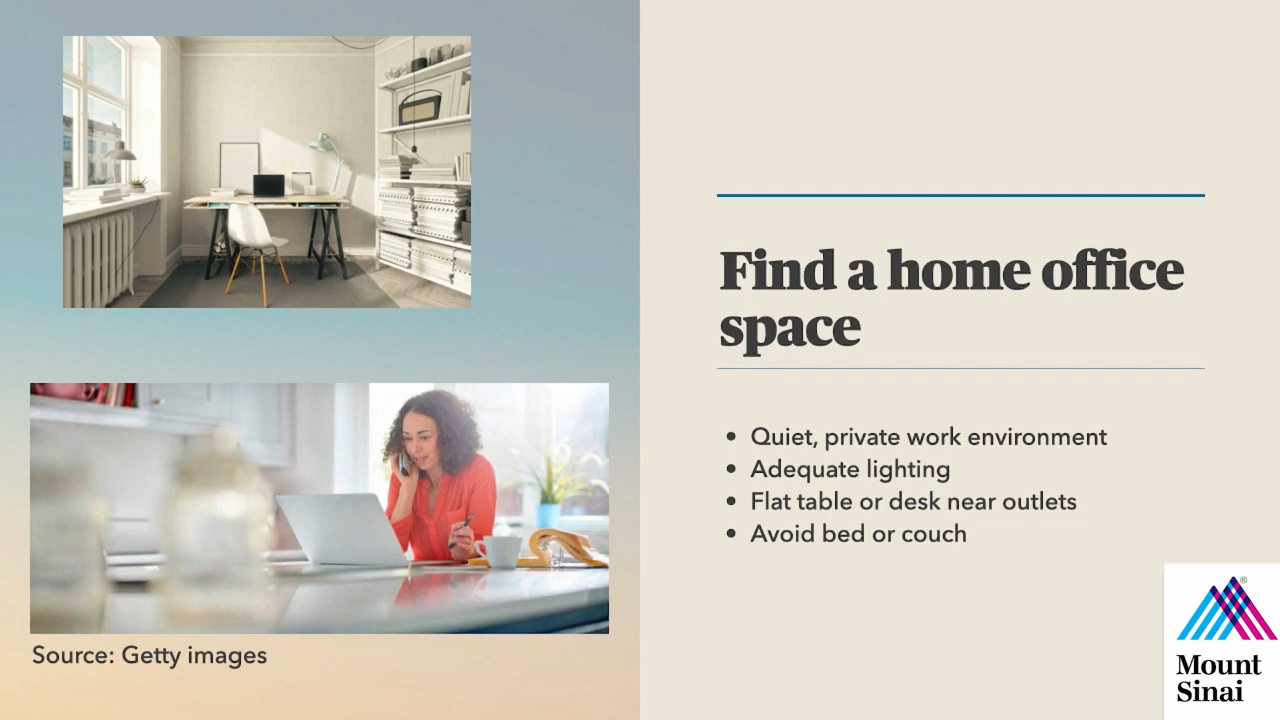 Find a home office
space
• Quiet, private work environment
• Adequate lighting
• Flat table or desk near outlets
• Avoid bed or couch
Source: Getty images
®
Mount
Sinai